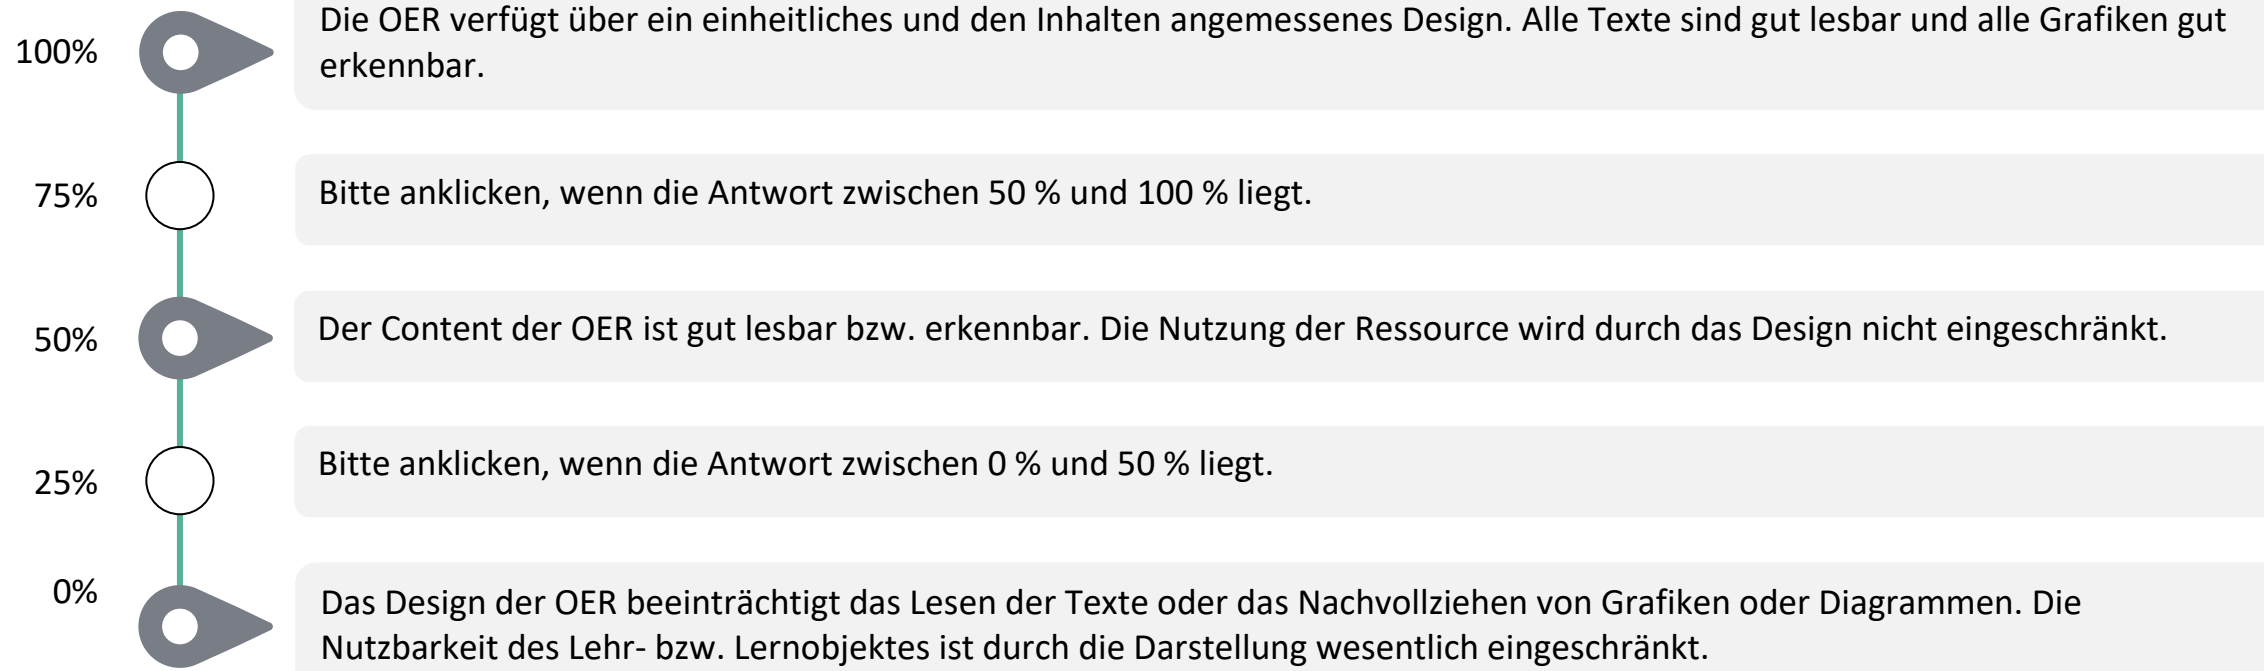 100%
Die OER verfügt über ein einheitliches und den Inhalten angemessenes Design. Alle Texte sind gut lesbar und alle Grafiken gut
erkennbar.
75%
Bitte anklicken, wenn die Antwort zwischen 50 % und 100 % liegt.
50%
Der Content der OER ist gut lesbar bzw. erkennbar. Die Nutzung der Ressource wird durch das Design nicht eingeschränkt.
25%
Bitte anklicken, wenn die Antwort zwischen 0 % und 50 % liegt.
0%
Das Design der OER beeinträchtigt das Lesen der Texte oder das Nachvollziehen von Grafiken oder Diagrammen. Die
Nutzbarkeit des Lehr- bzw. Lernobjektes ist durch die Darstellung wesentlich eingeschränkt.